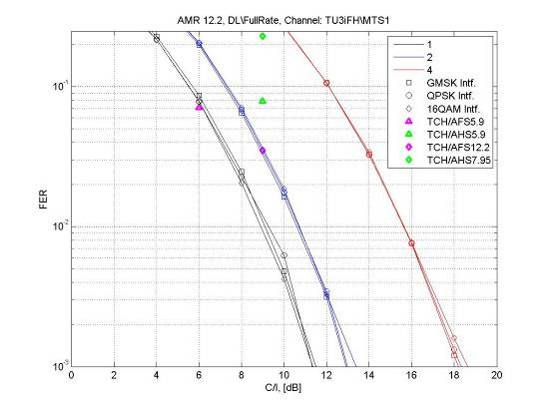 AMR 12.2, DL\FullRate, Channel: TU3iFH\MTS1
1
2
4
GMSK Intf.
QPSK Intf.
16QAM Intf.
TCH/AFS5.9
TCH/AHS5.9
TCH/AFS12.2
TCH/AHS7.95
10^-1
10^-2
10^-3
FER
0 2 4 6 8 10 12 14 16 18 20
C/I, [dB]